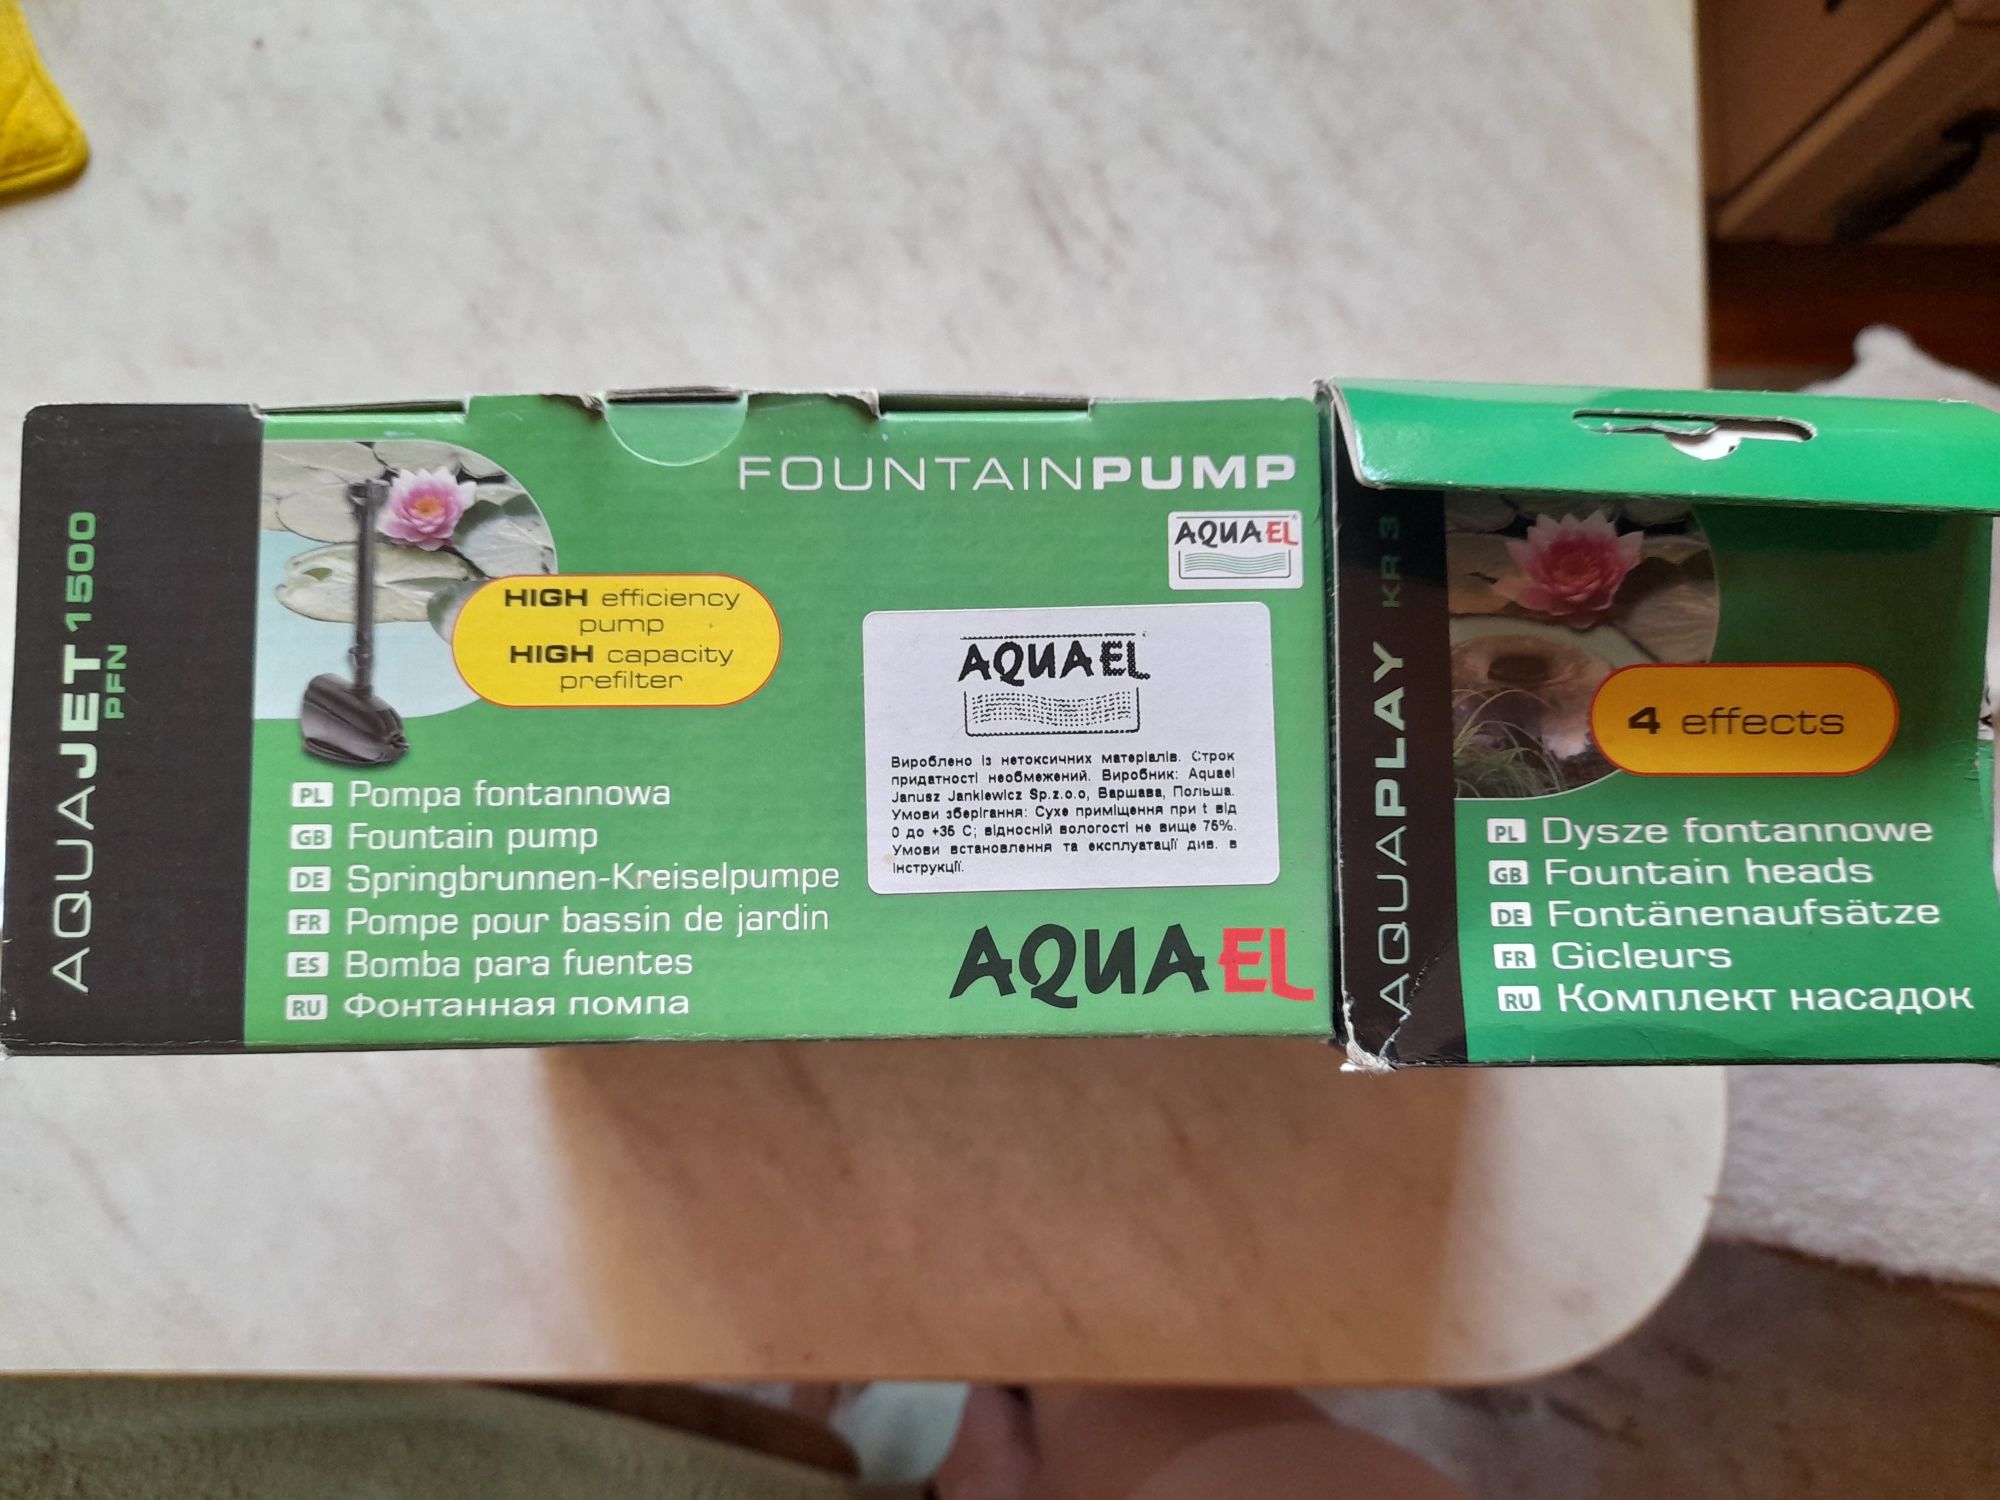 AQUAJET 1500
PFN
FOUNTAINPUMP
AQUAEL
HIGH efficiency
pump
HIGH capacity
prefilter
AQUAEL
Вироблено із нетоксичних матеріалів. Строк
придатності необмежений. Виробник: Aquael
Janusz Jankiewicz Sp.z.o.o, Варшава, Польша.
Умови зберігання: Сухе приміщення при t від
0 до +35 С; відносній вологості не вище 75%.
Умови встановлення та експлуатації див. в
інструкції.
PL Pompa fontannowa
GB Fountain pump
DE Springbrunnen-Kreiselpumpe
FR Pompe pour bassin de jardin
ES Bomba para fuentes
RU Фонтанная помпа
AQUAEL
AQUAPLAY KR 3
4 effects
PL Dysze fontannowe
GB Fountain heads
DE Fontänenaufsätze
FR Gicleurs
RU Комплект насадок